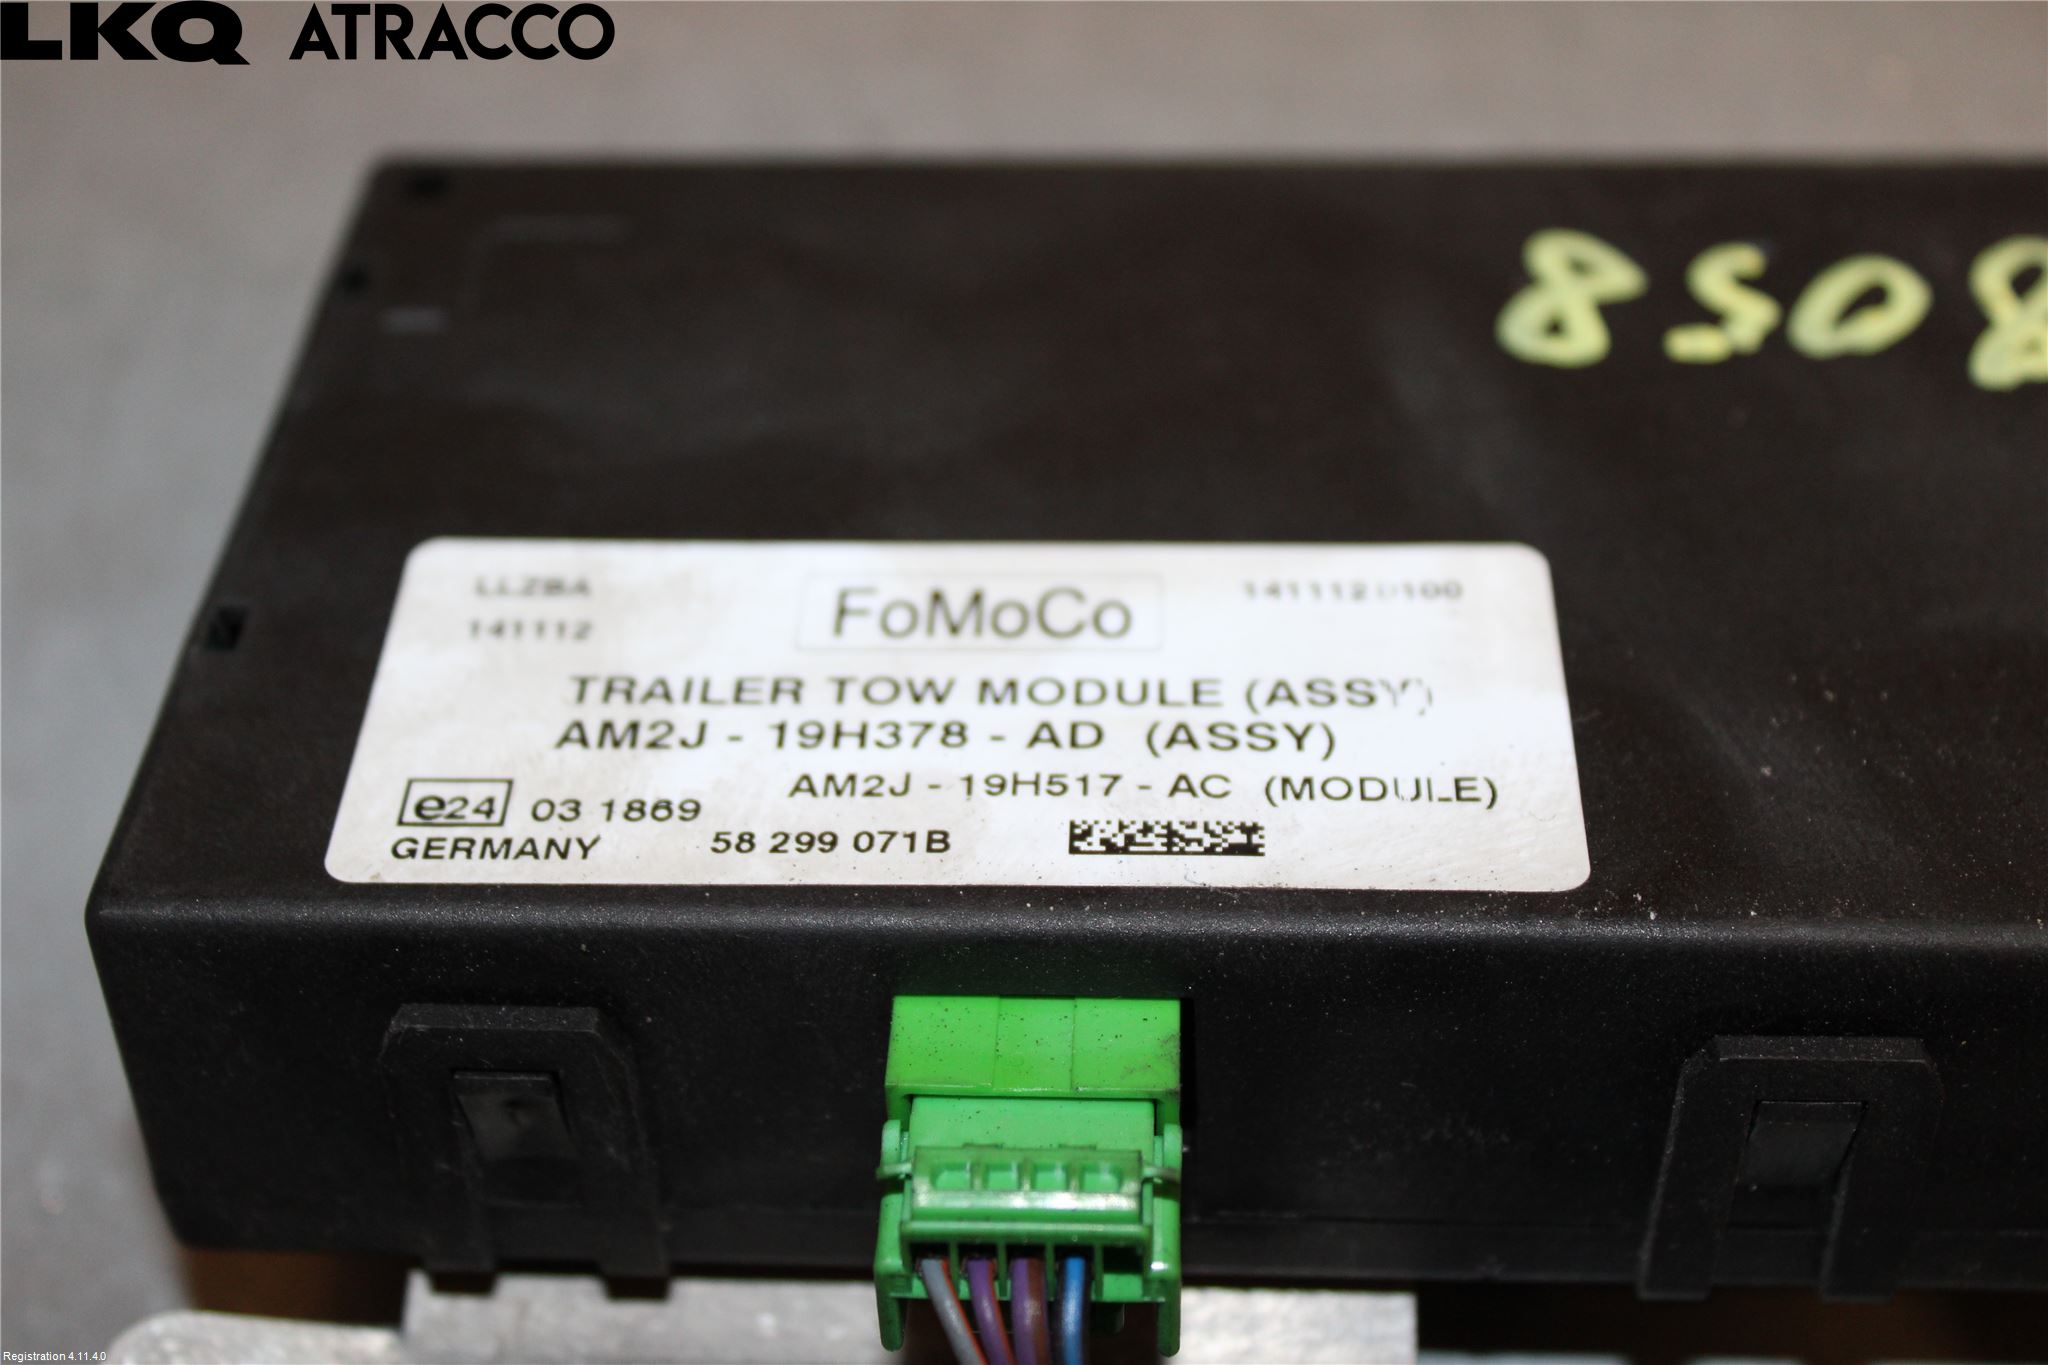 LKQ ATRACCO
8508
LLZBA
141112
FoMoCo
1411120100
TRAILER TOW MODULE (ASSY)
AM2J - 19H378 - AD (ASSY)
AM2J - 19H517 - AC (MODULE)
e24 03 1869
GERMANY 58 299 071B
Registration 4.11.4.0